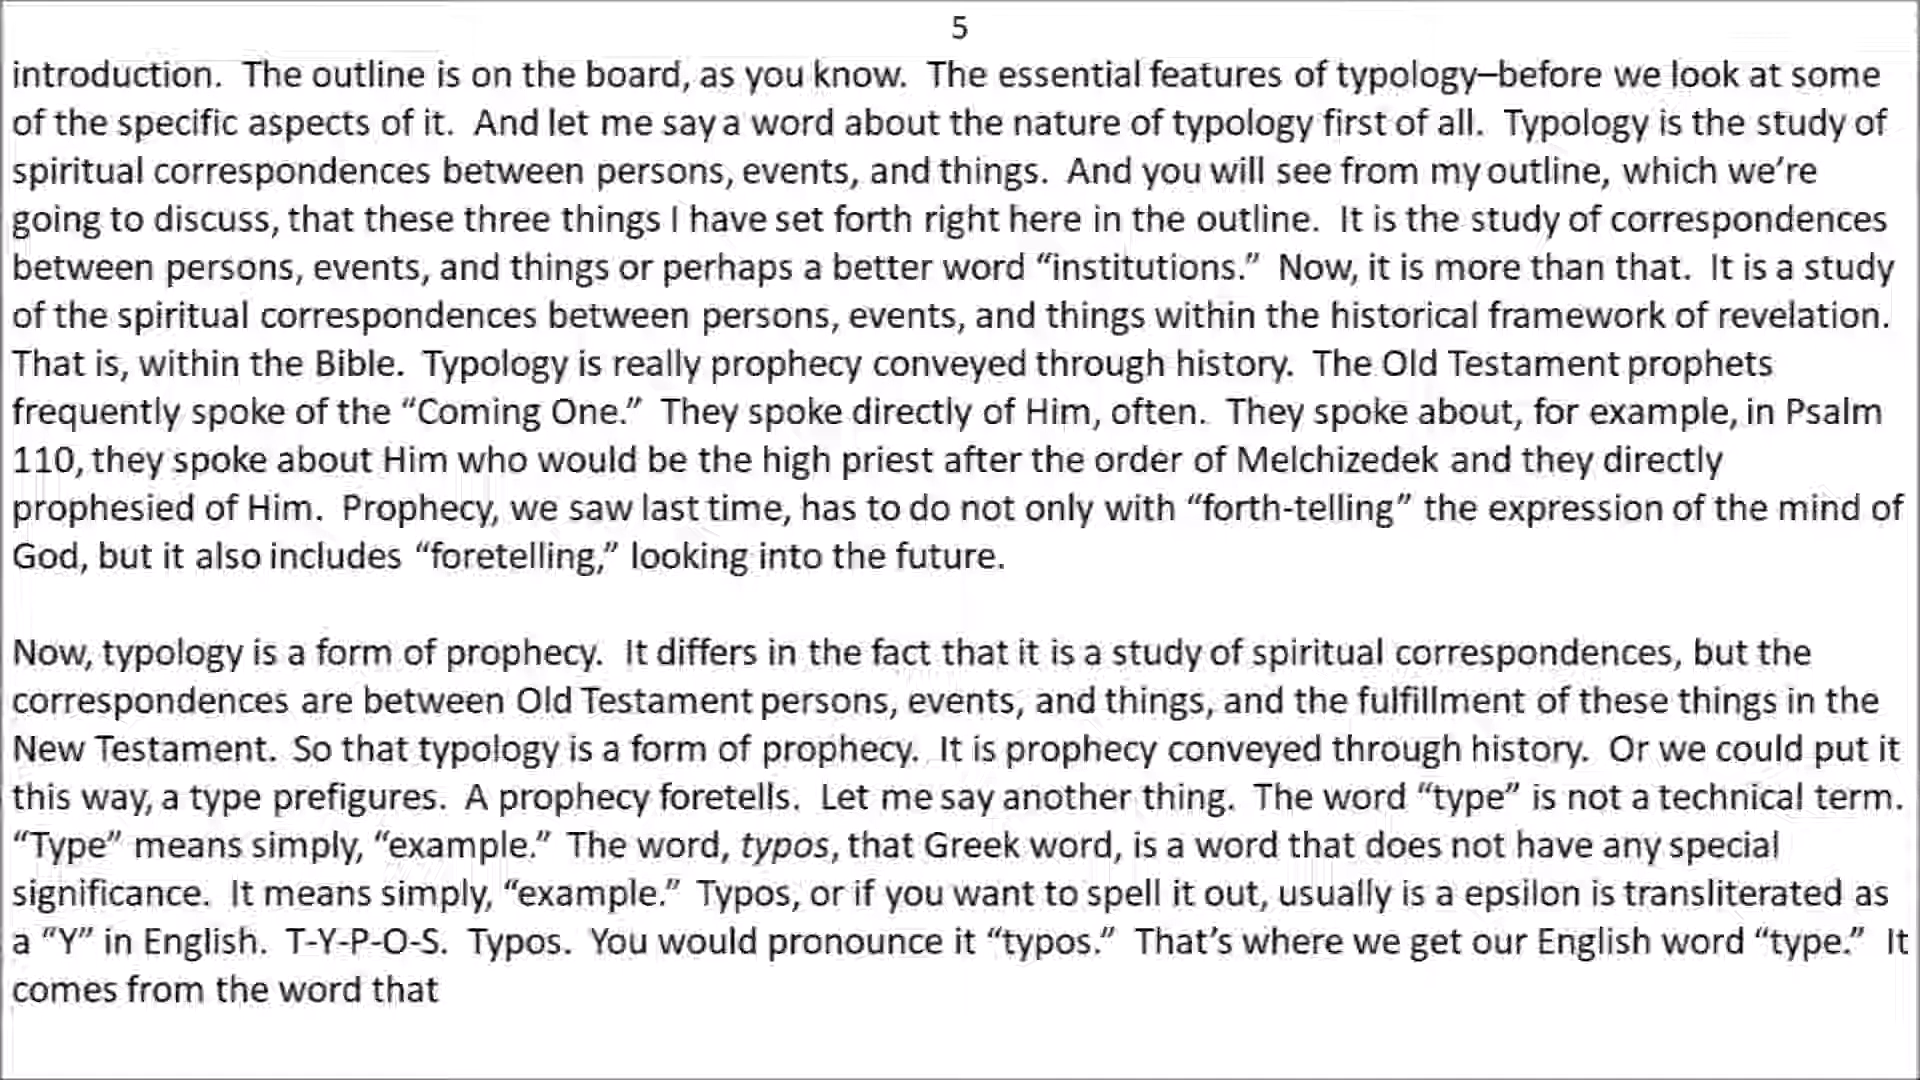 5
introduction.  The outline is on the board, as you know.  The essential features of typology–before we look at some
of the specific aspects of it.  And let me say a word about the nature of typology first of all.  Typology is the study of
spiritual correspondences between persons, events, and things.  And you will see from my outline, which we’re
going to discuss, that these three things I have set forth right here in the outline.  It is the study of correspondences
between persons, events, and things or perhaps a better word “institutions.”  Now, it is more than that.  It is a study
of the spiritual correspondences between persons, events, and things within the historical framework of revelation.
That is, within the Bible.  Typology is really prophecy conveyed through history.  The Old Testament prophets
frequently spoke of the “Coming One.”  They spoke directly of Him, often.  They spoke about, for example, in Psalm
110, they spoke about Him who would be the high priest after the order of Melchizedek and they directly
prophesied of Him.  Prophecy, we saw last time, has to do not only with “forth-telling” the expression of the mind of
God, but it also includes “foretelling,” looking into the future.
Now, typology is a form of prophecy.  It differs in the fact that it is a study of spiritual correspondences, but the
correspondences are between Old Testament persons, events, and things, and the fulfillment of these things in the
New Testament.  So that typology is a form of prophecy.  It is prophecy conveyed through history.  Or we could put it
this way, a type prefigures.  A prophecy foretells.  Let me say another thing.  The word “type” is not a technical term.
“Type” means simply, “example.”  The word, typos, that Greek word, is a word that does not have any special
significance.  It means simply, “example.”  Typos, or if you want to spell it out, usually is a epsilon is transliterated as
a “Y” in English.  T-Y-P-O-S.  Typos.  You would pronounce it “typos.”  That’s where we get our English word “type.”  It
comes from the word that